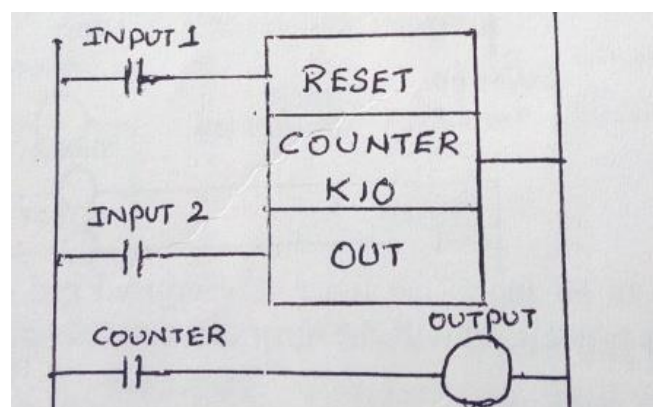 INPUT 1
RESET
COUNTER
K10
INPUT 2
OUT
COUNTER
OUTPUT